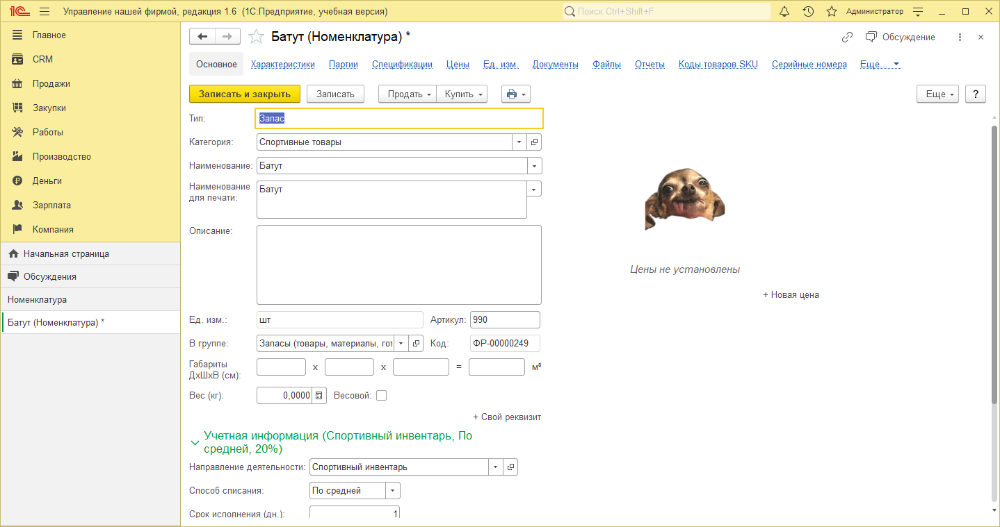 1С Управление нашей фирмой, редакция 1.6 (1С:Предприятие, учебная версия)
Поиск Ctrl+Shift+F
Администратор
Главное
CRM
Продажи
Закупки
Работы
Производство
Деньги
Зарплата
Компания
Начальная страница
Обсуждения
Номенклатура
Батут (Номенклатура) *
Батут (Номенклатура) *
Обсуждение
Основное Характеристики Партии Спецификации Цены Ед. изм. Документы Файлы Отчеты Коды товаров SKU Серийные номера Еще...
Записать и закрыть Записать Продать Купить Еще ?
Тип: Запас
Категория: Спортивные товары
Наименование: Батут
Наименование
для печати:
Батут
Описание:
Ед. изм.: шт Артикул: 990
В группе: Запасы (товары, материалы, гот Код: ФР-00000249
Габариты
ДхШхВ (см):
x x = м³
Вес (кг): 0,0000 Весовой:
+ Свой реквизит
Учетная информация (Спортивный инвентарь, По
средней, 20%)
Направление деятельности: Спортивный инвентарь
Способ списания: По средней
Срок исполнения (дн.): 1
Цены не установлены
+ Новая цена